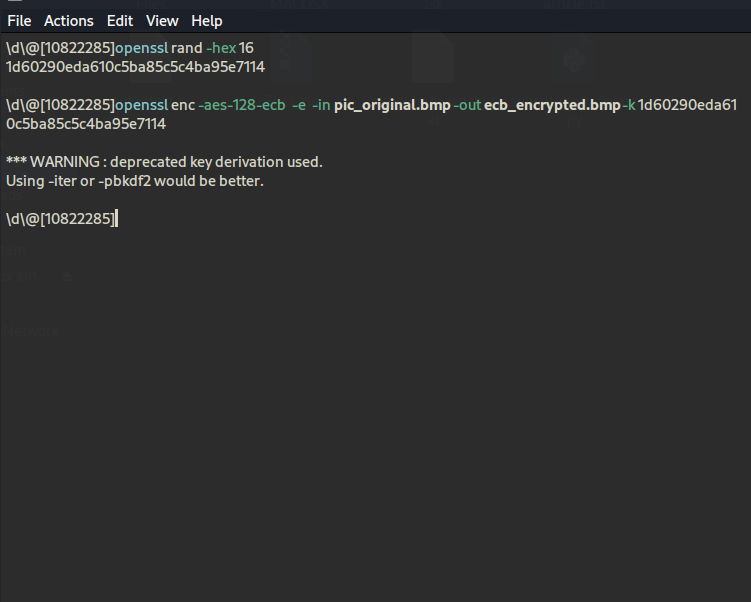 File Actions Edit View Help
\d\@[10822285]openssl rand -hex 16
1d60290eda610c5ba85c5c4ba95e7114
\d\@[10822285]openssl enc -aes-128-ecb -e -in pic_original.bmp -out ecb_encrypted.bmp -k 1d60290eda61
0c5ba85c5c4ba95e7114
*** WARNING : deprecated key derivation used.
Using -iter or -pbkdf2 would be better.
\d\@[10822285]